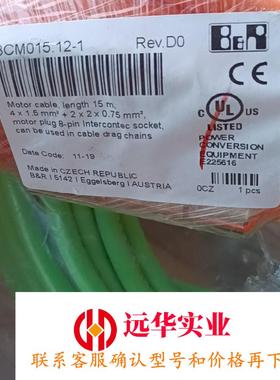 8CM015.12-1
Rev.D0
B&R
Motor cable, length 15 m,
4 x 1.5 mm² + 2 x 2 x 0.75 mm²,
motor plug 8-pin Intercontec socket,
can be used in cable drag chains
Date Code: 11-19
Made in CZECH REPUBLIC
B&R | 5142 | Eggelsberg | AUSTRIA
C UL US
LISTED
POWER
CONVERSION
EQUIPMENT
E225616
0CZ
1 pcs
远华实业
联系客服确认型号和价格再下